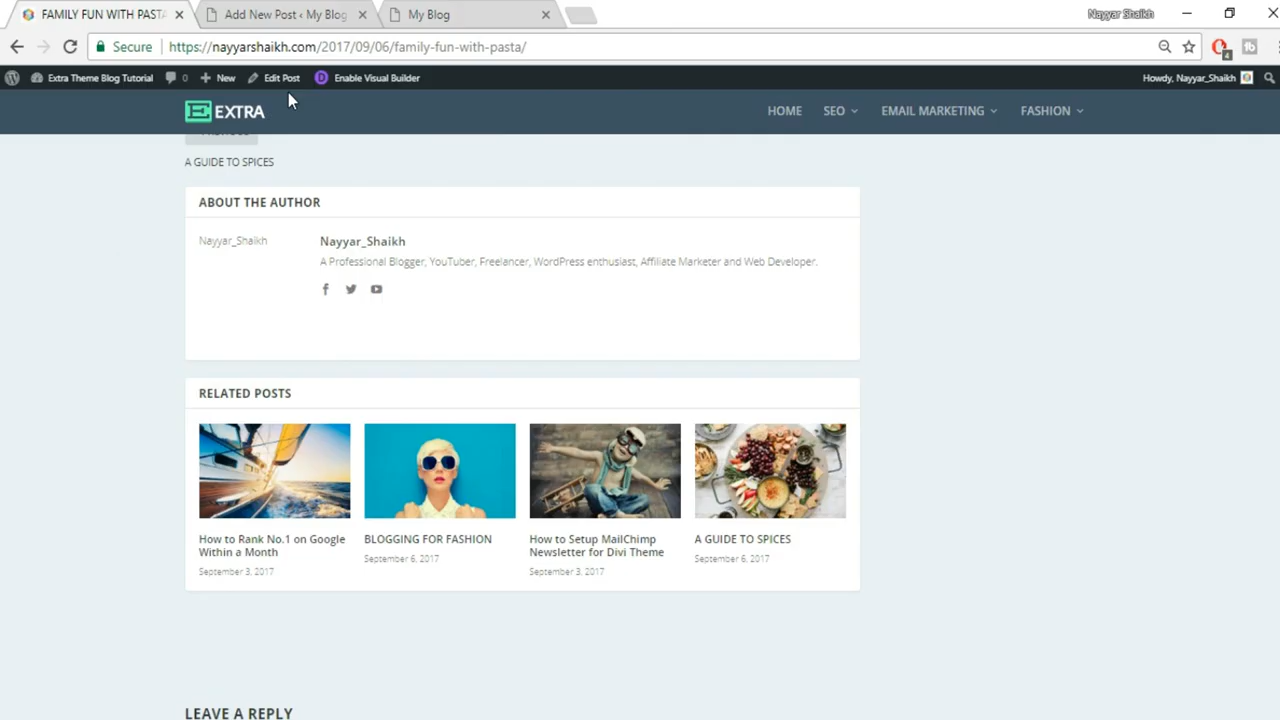 FAMILY FUN WITH PAST
Add New Post ‹ My Blog
My Blog
Nayyar Shaikh
Secure
https://nayyarshaikh.com/2017/09/06/family-fun-with-pasta/
4
Extra Theme Blog Tutorial
0
New
Edit Post
D
Enable Visual Builder
Howdy, Nayyar_Shaikh
E EXTRA
HOME
SEO
EMAIL MARKETING
FASHION
A GUIDE TO SPICES
ABOUT THE AUTHOR
Nayyar_Shaikh
Nayyar_Shaikh
A Professional Blogger, YouTuber, Freelancer, WordPress enthusiast, Affiliate Marketer and Web Developer.
RELATED POSTS
How to Rank No.1 on Google
Within a Month
September 3, 2017
BLOGGING FOR FASHION
September 6, 2017
How to Setup MailChimp
Newsletter for Divi Theme
September 3, 2017
A GUIDE TO SPICES
September 6, 2017
LEAVE A REPLY